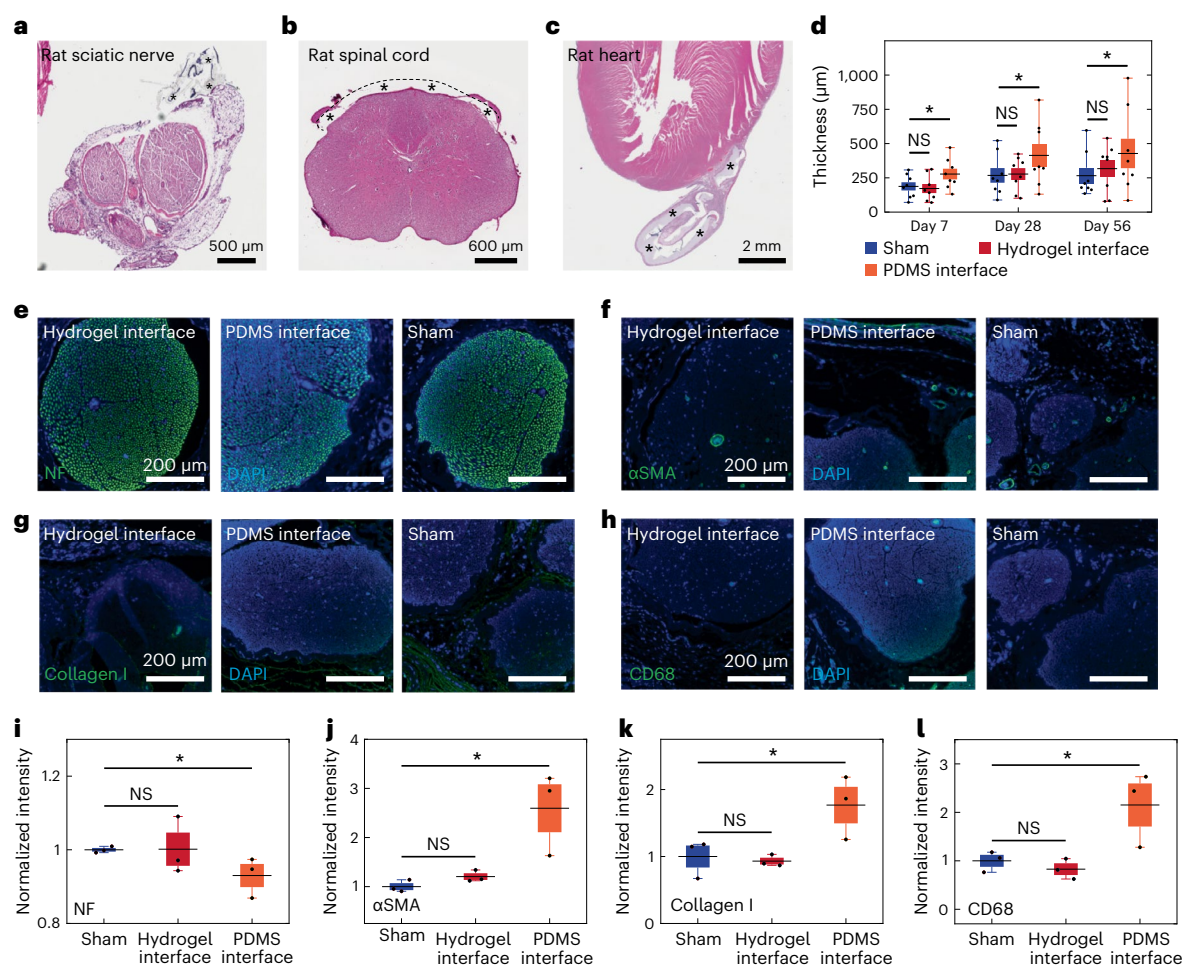 a
Rat sciatic nerve
*
*
*
500 µm
b
Rat spinal cord
* *
* *
600 µm
c
Rat heart
*
*
* *
2 mm
d
Thickness (µm)
1,000
500
250
0
NS
*
NS
*
NS
*
Day 7 Day 28 Day 56
Sham Hydrogel interface
PDMS interface
e
Hydrogel interface PDMS interface Sham
NF 200 µm DAPI
f
Hydrogel interface PDMS interface Sham
αSMA 200 µm DAPI
g
Hydrogel interface PDMS interface Sham
Collagen I 200 µm DAPI
h
Hydrogel interface PDMS interface Sham
CD68 200 µm DAPI
i
Normalized intensity
1.2
1
0.8
*
NS
NF
Sham Hydrogel interface PDMS interface
j
Normalized intensity
4
3
2
1
*
NS
αSMA
Sham Hydrogel interface PDMS interface
k
Normalized intensity
2
1
0
*
NS
Collagen I
Sham Hydrogel interface PDMS interface
l
Normalized intensity
3
2
1
0
*
NS
CD68
Sham Hydrogel interface PDMS interface